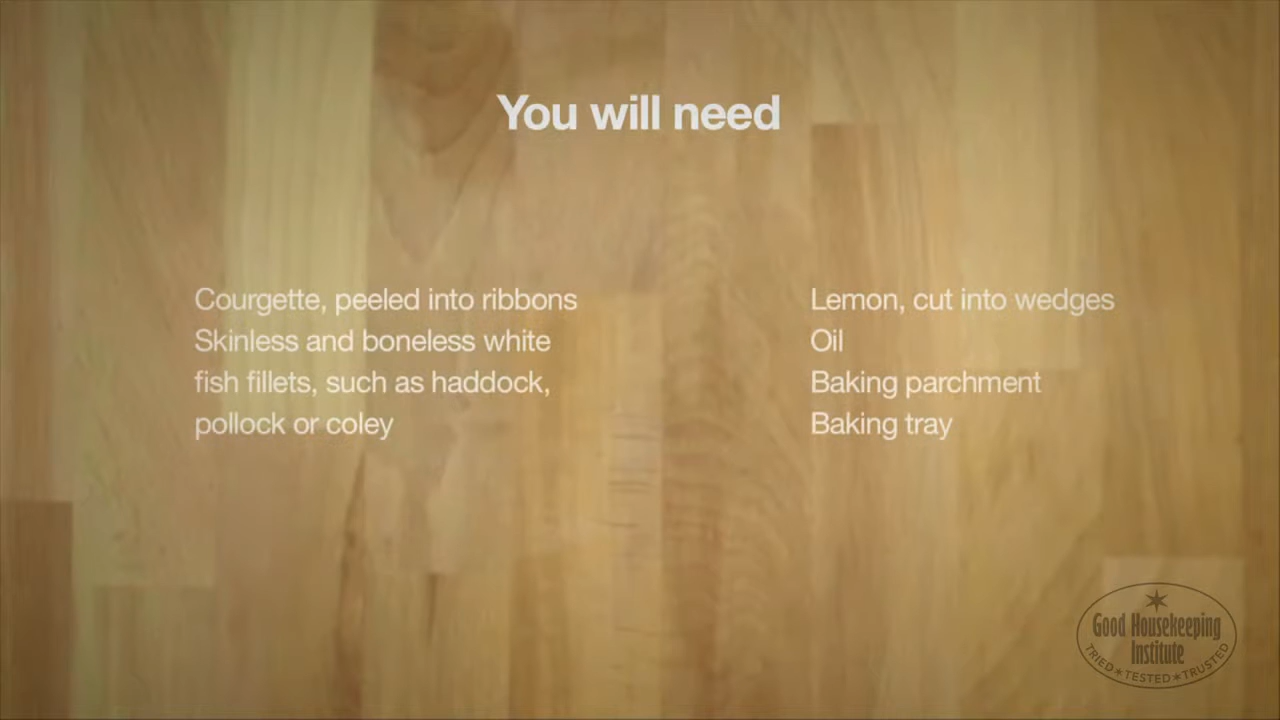 You will need
Courgette, peeled into ribbons
Skinless and boneless white
fish fillets, such as haddock,
pollock or coley
Lemon, cut into wedges
Oil
Baking parchment
Baking tray
Good Housekeeping
Institute
TRIED★TESTED★TRUSTED